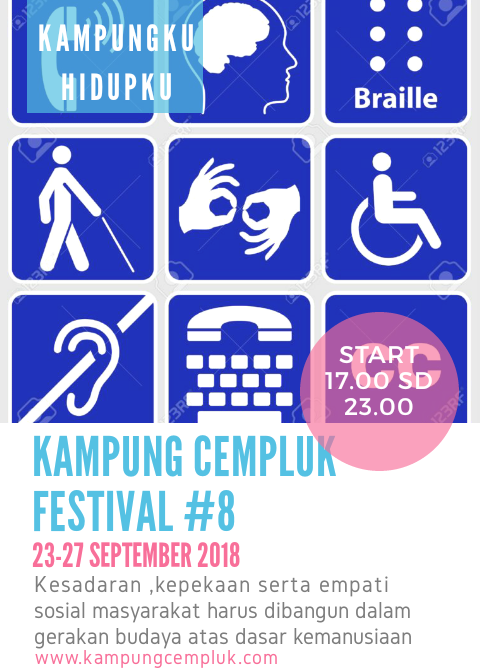 KAMPUNGKU
HIDUPKU
Braille
CC
START
17.00 SD
23.00
KAMPUNG CEMPLUK
FESTIVAL #8
23-27 SEPTEMBER 2018
Kesadaran ,kepekaan serta empati
sosial masyarakat harus dibangun dalam
gerakan budaya atas dasar kemanusiaan
www.kampungcempluk.com